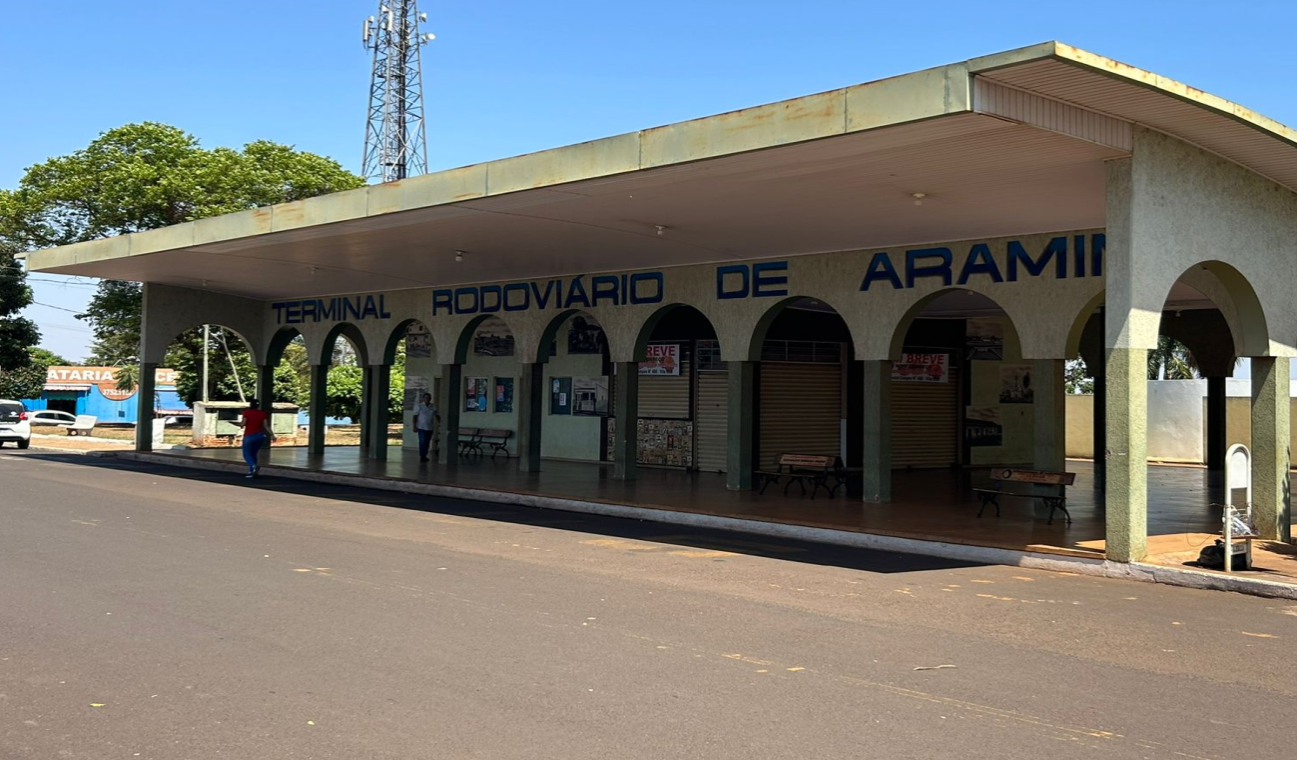 TERMINAL RODOVIÁRIO DE ARAMIN
ATARIA
BREVE
BREVE